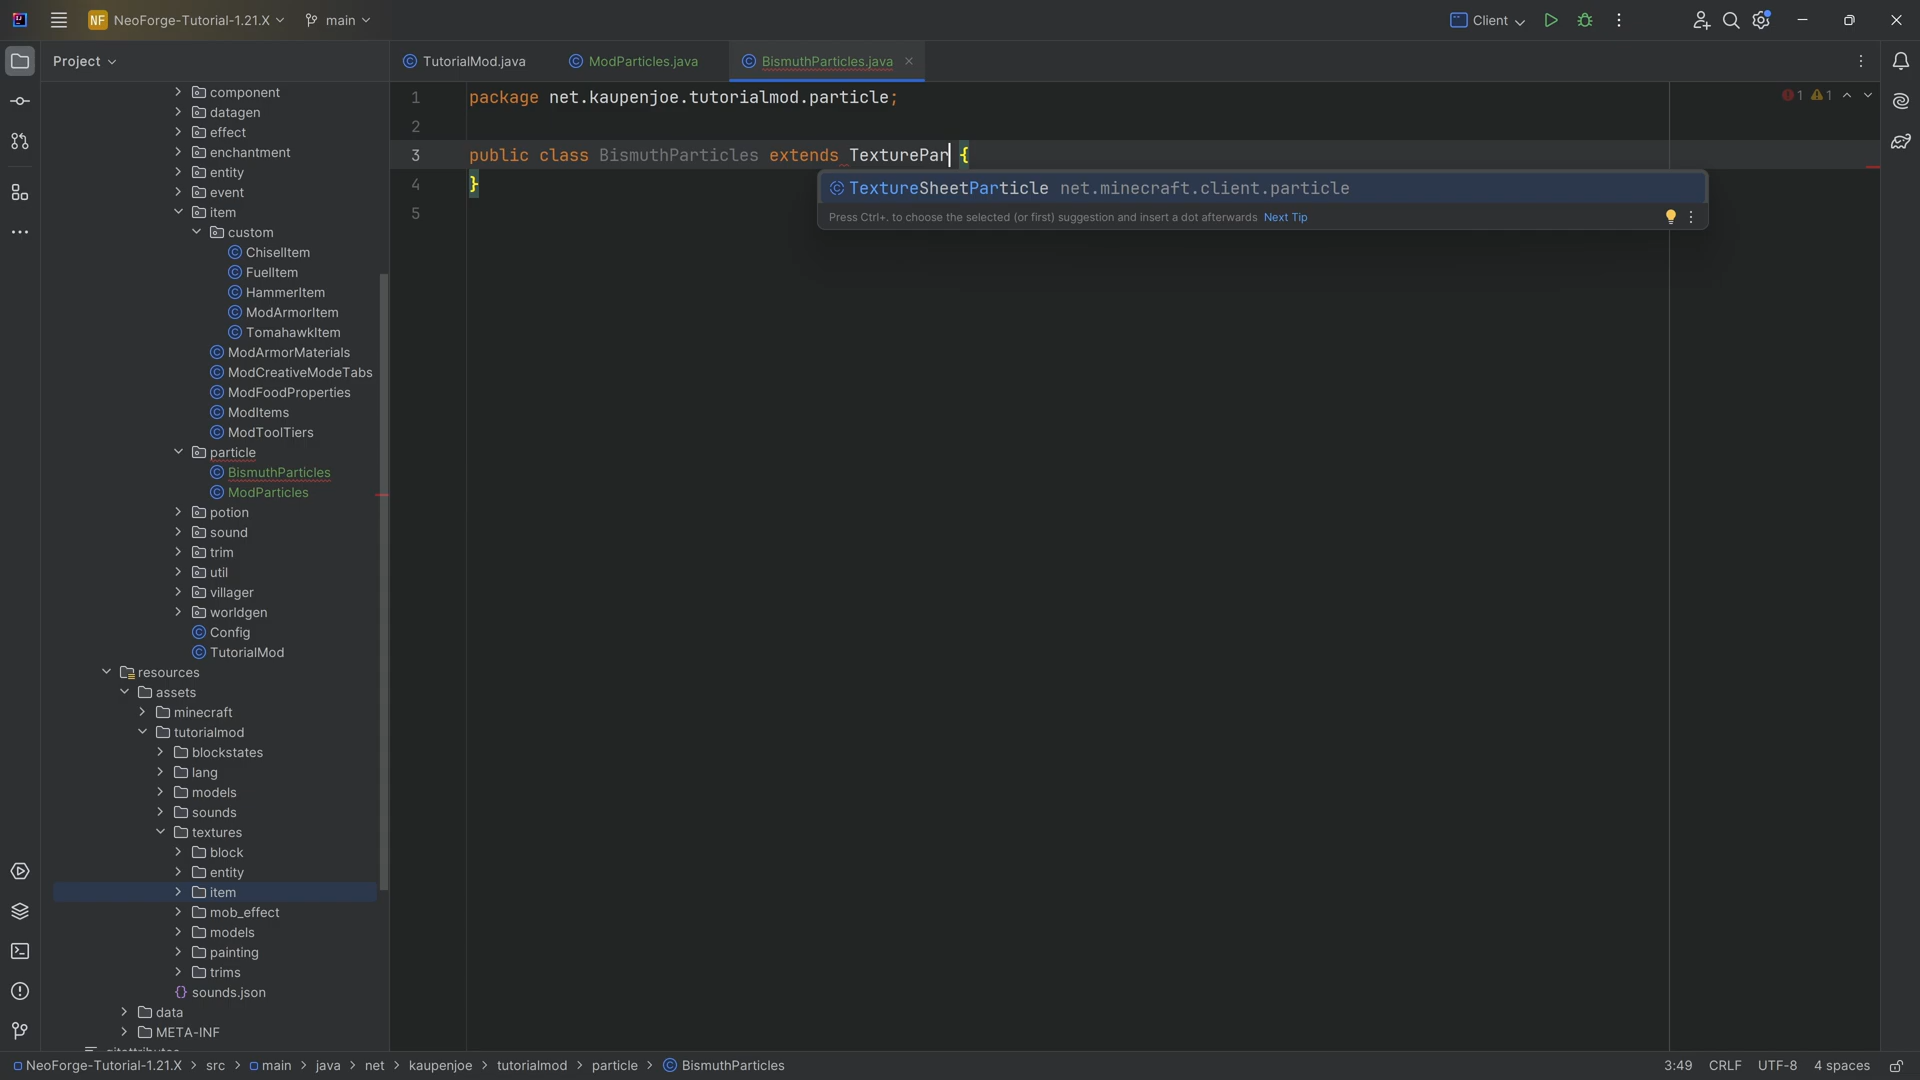 NF NeoForge-Tutorial-1.21.X main Client
Project
TutorialMod.java ModParticles.java BismuthParticles.java
component
datagen
effect
enchantment
entity
event
item
custom
ChiselItem
FuelItem
HammerItem
ModArmorItem
TomahawkItem
ModArmorMaterials
ModCreativeModeTabs
ModFoodProperties
ModItems
ModToolTiers
particle
BismuthParticles
ModParticles
potion
sound
trim
util
villager
worldgen
Config
TutorialMod
resources
assets
minecraft
tutorialmod
blockstates
lang
models
sounds
textures
block
entity
item
mob_effect
models
painting
trims
sounds.json
data
META-INF
1 package net.kaupenjoe.tutorialmod.particle;
1 1
2
3 public class BismuthParticles extends TexturePar {
4 }
5
TextureSheetParticle net.minecraft.client.particle
Press Ctrl+. to choose the selected (or first) suggestion and insert a dot afterwards Next Tip
NeoForge-Tutorial-1.21.X > src > main > java > net > kaupenjoe > tutorialmod > particle > BismuthParticles
3:49 CRLF UTF-8 4 spaces